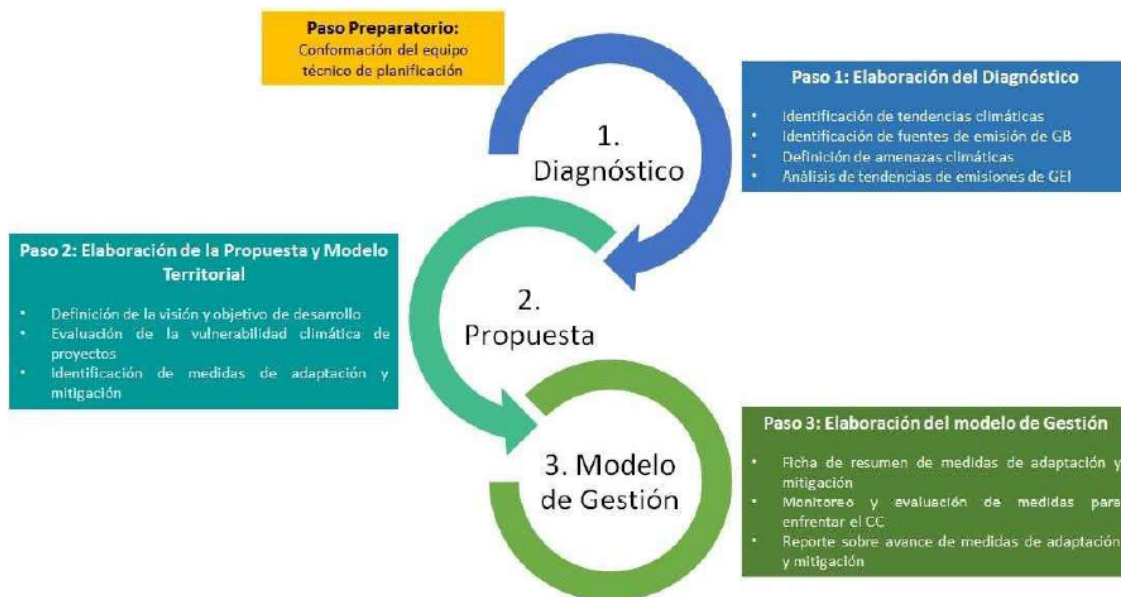 Paso Preparatorio:
Conformación del equipo
técnico de planificación
1.
Diagnóstico
Paso 1: Elaboración del Diagnóstico
• Identificación de tendencias climáticas
• Identificación de fuentes de emisión de GB
• Definición de amenazas climáticas
• Análisis de tendencias de emisiones de GEI
Paso 2: Elaboración de la Propuesta y Modelo
Territorial
• Definición de la visión y objetivo de desarrollo
• Evaluación de la vulnerabilidad climática de
proyectos
• Identificación de medidas de adaptación y
mitigación
2.
Propuesta
3. Modelo
de Gestión
Paso 3: Elaboración del modelo de Gestión
• Ficha de resumen de medidas de adaptación y
mitigación
• Monitoreo y evaluación de medidas para
enfrentar el CC
• Reporte sobre avance de medidas de adaptación
y mitigación